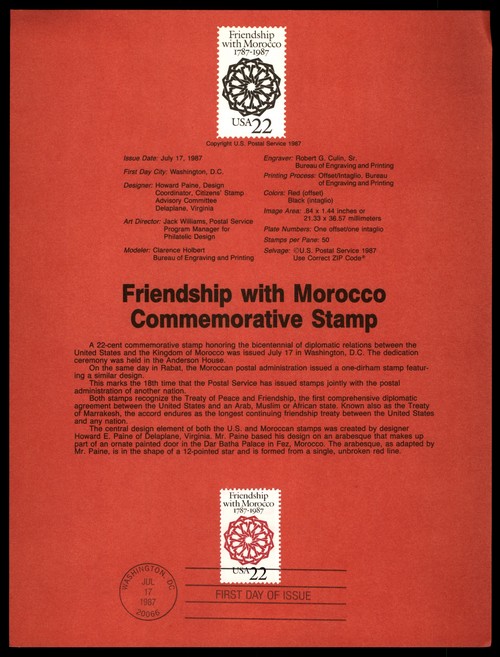 Friendship
with Morocco
1787-1987
USA 22
Copyright U.S. Postal Service 1987
Issue Date: July 17, 1987
First Day City: Washington, D.C.
Designer: Howard Paine, Design
Coordinator, Citizens' Stamp
Advisory Committee
Delaplane, Virginia
Art Director: Jack Williams, Postal Service
Program Manager for
Philatelic Design
Modeler: Clarence Holbert
Bureau of Engraving and Printing
Engraver: Robert G. Culin, Sr.
Bureau of Engraving and Printing
Printing Process: Offset/Intaglio, Bureau
of Engraving and Printing
Colors: Red (offset)
Black (intaglio)
Image Area: .84 x 1.44 inches or
21.33 x 36.57 millimeters
Plate Numbers: One offset/one intaglio
Stamps per Pane: 50
Selvage: ©U.S. Postal Service 1987
Use Correct ZIP Code®
Friendship with Morocco
Commemorative Stamp
A 22-cent commemorative stamp honoring the bicentennial of diplomatic relations between the
United States and the Kingdom of Morocco was issued July 17 in Washington, D.C. The dedication
ceremony was held in the Anderson House.
On the same day in Rabat, the Moroccan postal administration issued a one-dirham stamp featur-
ing a similar design.
This marks the 18th time that the Postal Service has issued stamps jointly with the postal
administration of another nation.
Both stamps recognize the Treaty of Peace and Friendship, the first comprehensive diplomatic
agreement between the United States and an Arab, Muslim or African state. Known also as the Treaty
of Marrakesh, the accord endures as the longest continuing friendship treaty between the United States
and any nation.
The central design element of both the U.S. and Moroccan stamps was created by designer
Howard E. Paine of Delaplane, Virginia. Mr. Paine based his design on an arabesque that makes up
part of an ornate painted door in the Dar Batha Palace in Fez, Morocco. The arabesque, as adapted by
Mr. Paine, is in the shape of a 12-pointed star and is formed from a single, unbroken red line.
Friendship
with Morocco
1787-1987
USA 22
WASHINGTON, DC
JUL
17
1987
20066
FIRST DAY OF ISSUE